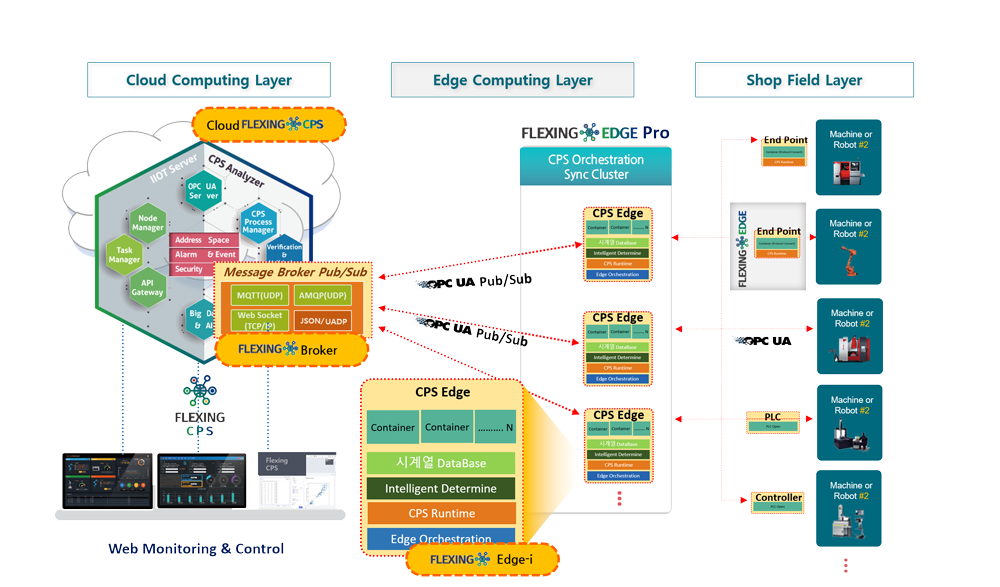 Cloud Computing Layer
Edge Computing Layer
Shop Field Layer
Cloud FLEXING CPS
IIOT Server
CPS Analyzer
OPC UA
Ser ver
Node
Manager
CPS
Process
Manager
Task
Manager
Address Space
Alarm & Event
Security
Verification
&
API
Gateway
Big
&
Message Broker Pub/Sub
MQTT(UDP)
AMQP(UDP)
Web Socket
(TCP/IP)
JSON/UADP
FLEXING Broker
FLEXING
CPS
Flexing
CPS
Web Monitoring & Control
OPC UA Pub/Sub
OPC UA Pub/Sub
FLEXING EDGE Pro
CPS Orchestration
Sync Cluster
CPS Edge
Container
Container
........ N
시계열 DataBase
Intelligent Determine
CPS Runtime
Edge Orchestration
CPS Edge
Container
Container
........ N
시계열 DataBase
Intelligent Determine
CPS Runtime
Edge Orchestration
CPS Edge
Container
Container
........ N
시계열 DataBase
Intelligent Determine
CPS Runtime
Edge Orchestration
CPS Edge
Container
Container
.......... N
시계열 DataBase
Intelligent Determine
CPS Runtime
Edge Orchestration
FLEXING Edge-i
End Point
CPS Runtime
Machine or
Robot #2
FLEXING EDGE
End Point
CPS Runtime
Machine or
Robot #2
OPC UA
Machine or
Robot #2
PLC
PLC Open
Machine or
Robot #2
Controller
PLC Open
Machine or
Robot #2